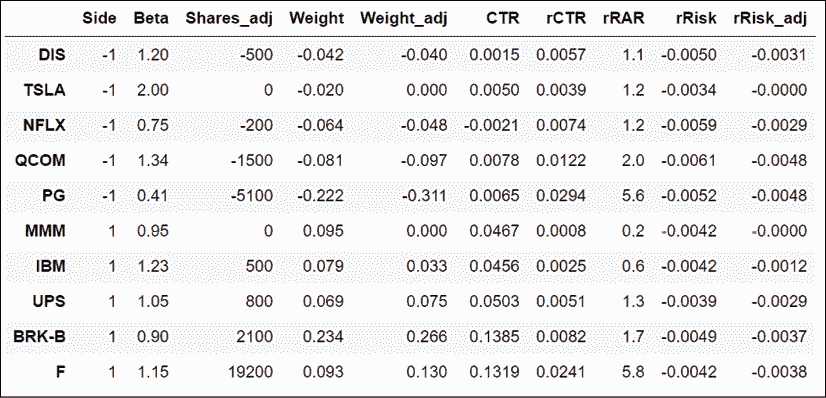 Side Beta Shares_adj Weight Weight_adj CTR rCTR rRAR rRisk rRisk_adj
DIS -1 1.20 -500 -0.042 -0.040 0.0015 0.0057 1.1 -0.0050 -0.0031
TSLA -1 2.00 0 -0.020 0.000 0.0050 0.0039 1.2 -0.0034 -0.0000
NFLX -1 0.75 -200 -0.064 -0.048 -0.0021 0.0074 1.2 -0.0059 -0.0029
QCOM -1 1.34 -1500 -0.081 -0.097 0.0078 0.0122 2.0 -0.0061 -0.0048
PG -1 0.41 -5100 -0.222 -0.311 0.0065 0.0294 5.6 -0.0052 -0.0048
MMM 1 0.95 0 0.095 0.000 0.0467 0.0008 0.2 -0.0042 -0.0000
IBM 1 1.23 500 0.079 0.033 0.0456 0.0025 0.6 -0.0042 -0.0012
UPS 1 1.05 800 0.069 0.075 0.0503 0.0051 1.3 -0.0039 -0.0029
BRK-B 1 0.90 2100 0.234 0.266 0.1385 0.0082 1.7 -0.0049 -0.0037
F 1 1.15 19200 0.093 0.130 0.1319 0.0241 5.8 -0.0042 -0.0038